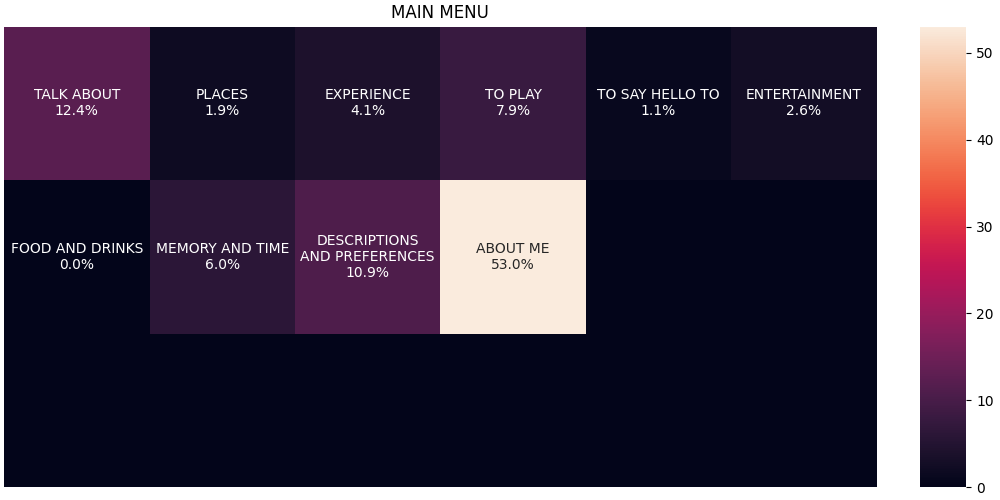 MAIN MENU
TALK ABOUT
12.4%
PLACES
1.9%
EXPERIENCE
4.1%
TO PLAY
7.9%
TO SAY HELLO TO
1.1%
ENTERTAINMENT
2.6%
FOOD AND DRINKS
0.0%
MEMORY AND TIME
6.0%
DESCRIPTIONS
AND PREFERENCES
10.9%
ABOUT ME
53.0%
50
40
30
20
10
0